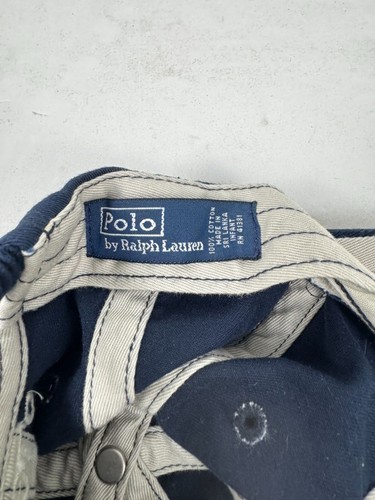 Polo
by Ralph Lauren
100% COTTON
MADE IN
SRI LANKA
INFANT
RN 41381